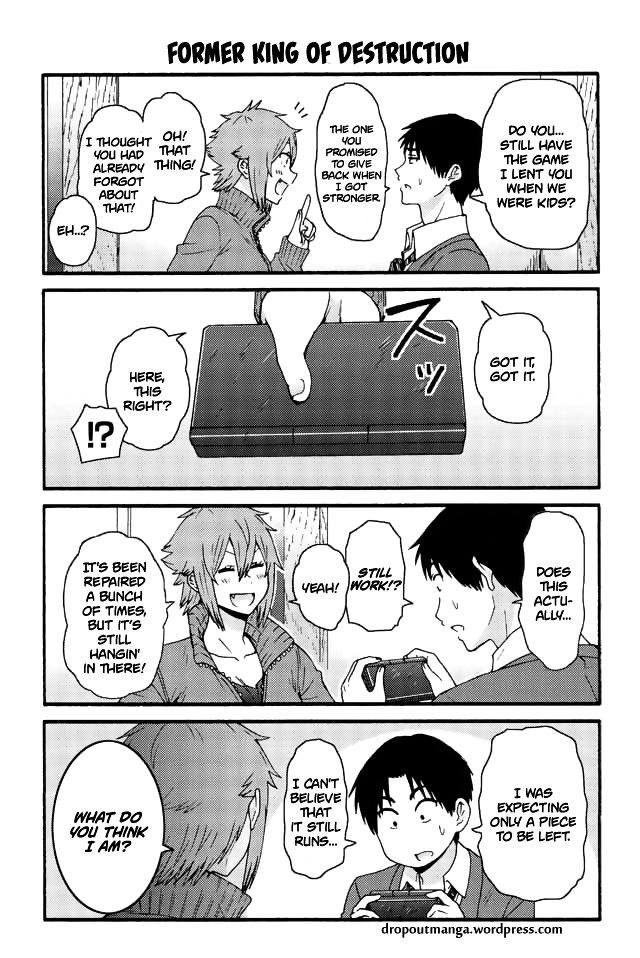 FORMER KING OF DESTRUCTION
DO YOU...
STILL HAVE
THE GAME
I LENT YOU
WHEN WE
WERE KIDS?
THE ONE
YOU
PROMISED
TO GIVE
BACK WHEN
I GOT
STRONGER.
OH!
THAT
THING!
I THOUGHT
YOU HAD
ALREADY
FORGOT
ABOUT
THAT!
EH...?
GOT IT,
GOT IT.
スッ
HERE,
THIS
RIGHT?
!?
DOES
THIS
ACTU-
ALLY...
STILL
WORK!?
YEAH!
IT'S BEEN
REPAIRED
A BUNCH
OF TIMES,
BUT IT'S
STILL
HANGIN'
IN THERE!
I WAS
EXPECTING
ONLY A PIECE
TO BE LEFT.
I CAN'T
BELIEVE
THAT
IT STILL
RUNS...
WHAT DO
YOU THINK
I AM?
dropoutmanga.wordpress.com